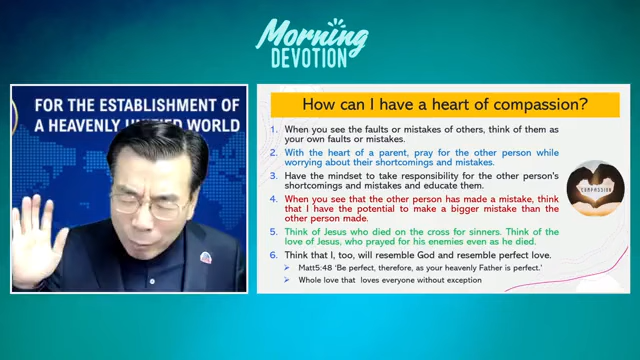 Morning
DEVOTION
FOR THE ESTABLISHMENT OF
A HEAVENLY UNIFIED WORLD
How can I have a heart of compassion?
1. When you see the faults or mistakes of others, think of them as
your own faults or mistakes.
2. With the heart of a parent, pray for the other person while
worrying about their shortcomings and mistakes.
3. Have the mindset to take responsibility for the other person's
shortcomings and mistakes and educate them.
4. When you see that the other person has made a mistake, think
that I have the potential to make a bigger mistake than the
other person made.
5. Think of Jesus who died on the cross for sinners. Think of the
love of Jesus, who prayed for his enemies even as he died.
6. Think that I, too, will resemble God and resemble perfect love.
➤ Matt5:48 'Be perfect, therefore, as your heavenly Father is perfect.'
➤ Whole love that loves everyone without exception
COMPASSION